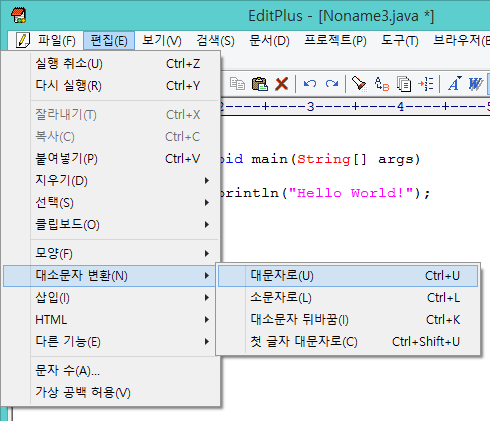 EditPlus - [Noname3.java *]
파일(F) 편집(E) 보기(V) 검색(S) 문서(D) 프로젝트(P) 도구(T) 브라우저(B
실행 취소(U) Ctrl+Z
다시 실행(R) Ctrl+Y
잘라내기(T) Ctrl+X
복사(C) Ctrl+C
붙여넣기(P) Ctrl+V
지우기(D)
선택(S)
클립보드(O)
모양(F)
대소문자 변환(N)
삽입(I)
HTML
다른 기능(E)
문자 수(A)...
가상 공백 허용(V)
대문자로(U) Ctrl+U
소문자로(L) Ctrl+L
대소문자 뒤바꿈(I) Ctrl+K
첫 글자 대문자로(C) Ctrl+Shift+U
2----+----3----+----4----+----5
oid main(String[] args)
println("Hello World!");